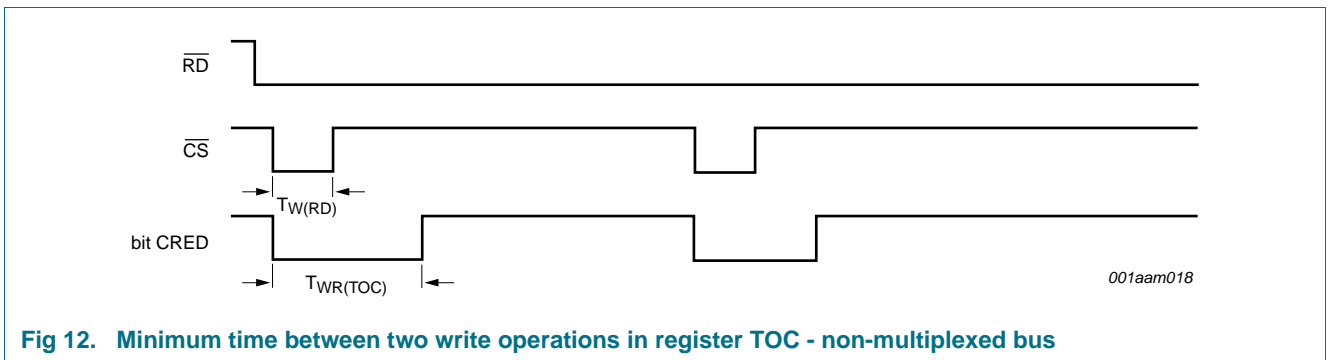 RD
CS
TW(RD)
bit CRED
TWR(TOC)
001aam018
Fig 12. Minimum time between two write operations in register TOC - non-multiplexed bus